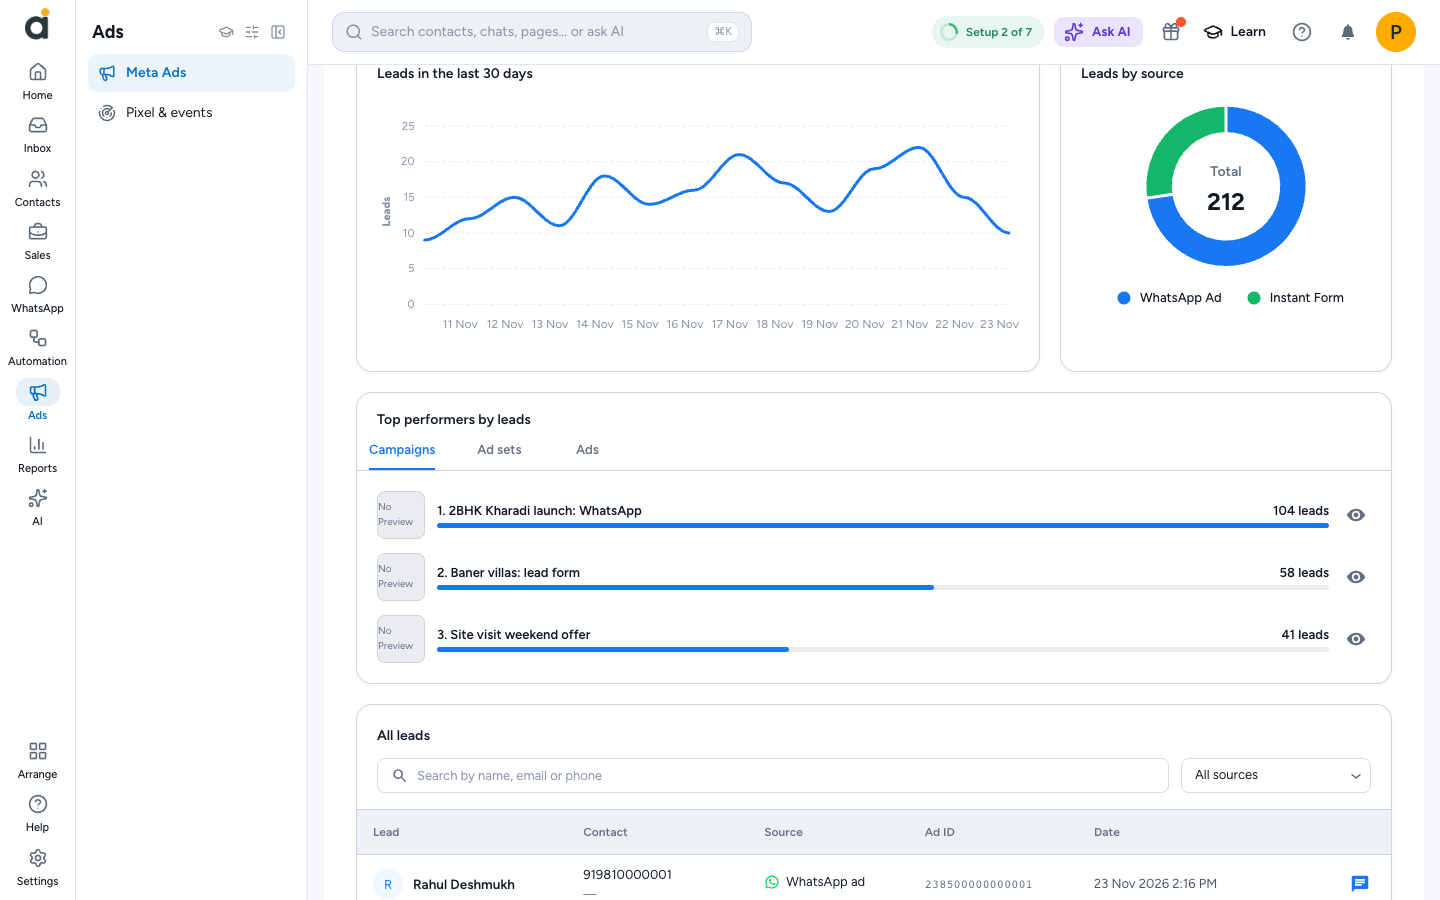 Ads
Search contacts, chats, pages... or ask AI
⌘K
Setup 2 of 7
Ask AI
Learn
P
Home
Inbox
Contacts
Sales
WhatsApp
Automation
Ads
Reports
AI
Arrange
Help
Settings
Meta Ads
Pixel & events
Leads in the last 30 days
Leads
25
20
15
10
5
0
11 Nov 12 Nov 13 Nov 14 Nov 15 Nov 16 Nov 17 Nov 18 Nov 19 Nov 20 Nov 21 Nov 22 Nov 23 Nov
Leads by source
Total
212
WhatsApp Ad Instant Form
Top performers by leads
Campaigns Ad sets Ads
No
Preview
1. 2BHK Kharadi launch: WhatsApp 104 leads
No
Preview
2. Baner villas: lead form 58 leads
No
Preview
3. Site visit weekend offer 41 leads
All leads
Search by name, email or phone
All sources
Lead Contact Source Ad ID Date
R Rahul Deshmukh 919810000001 WhatsApp ad 238500000000001 23 Nov 2026 2:16 PM
—